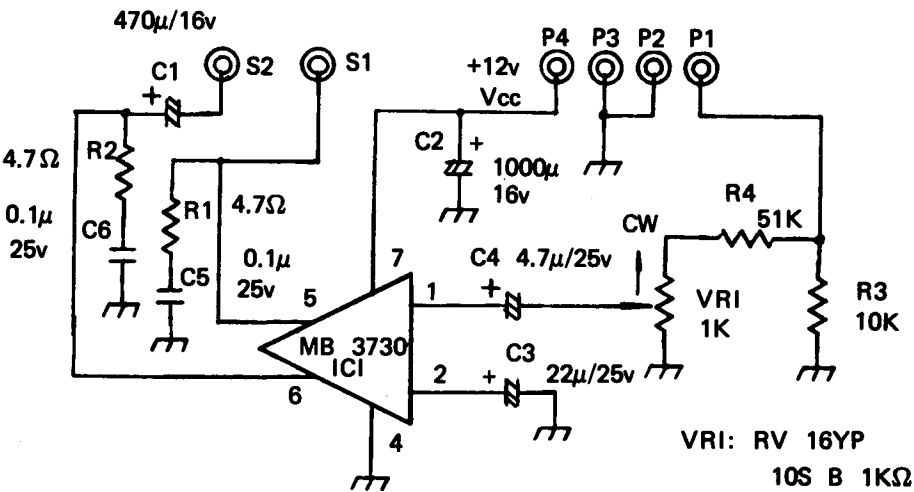 470μ/16v
P4 P3 P2 P1
S2 S1
C1
+12v
Vcc
+
C2 +
R2
4.7Ω
1000μ
16v
R4
51K
R1 4.7Ω
0.1μ
25v
C6
CW
0.1μ
25v
C5
7
C4 4.7μ/25v
5
1
+
VR1
1K
R3
10K
MB 3730
IC1
C3
6
2
+
22μ/25v
4
VR1: RV 16YP
10S B 1KΩ